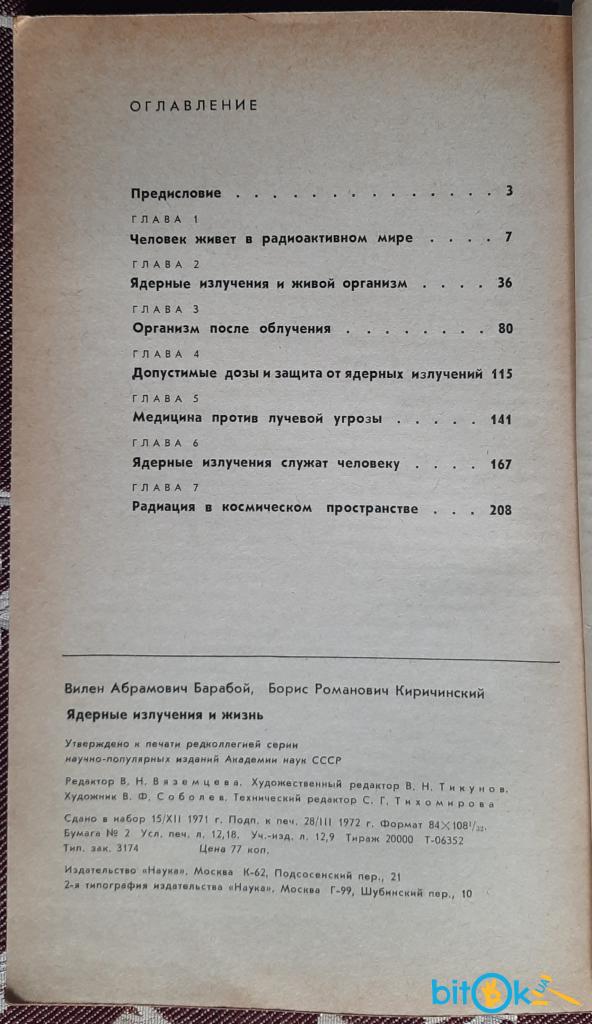 ОГЛАВЛЕНИЕ
Предисловие . . . . . . . . . . . . . . 3
ГЛАВА 1
Человек живет в радиоактивном мире . . . . 7
ГЛАВА 2
Ядерные излучения и живой организм . . . . 36
ГЛАВА 3
Организм после облучения . . . . . . . . 80
ГЛАВА 4
Допустимые дозы и защита от ядерных излучений 115
ГЛАВА 5
Медицина против лучевой угрозы . . . . . 141
ГЛАВА 6
Ядерные излучения служат человеку . . . . 167
ГЛАВА 7
Радиация в космическом пространстве . . . 208
Вилен Абрамович Барабой, Борис Романович Киричинский
Ядерные излучения и жизнь
Утверждено к печати редколлегией серии
научно-популярных изданий Академии наук СССР
Редактор В. Н. Вяземцева. Художественный редактор В. Н. Тикунов.
Художник В. Ф. Соболев. Технический редактор С. Г. Тихомирова
Сдано в набор 15/XII 1971 г. Подп. к печ. 28/III 1972 г. Формат 84×108¹/₃₂.
Бумага № 2 Усл. печ. л. 12,18. Уч.-изд. л. 12,9 Тираж 20000 Т-06352
Тип. зак. 3174 Цена 77 коп.
Издательство «Наука». Москва К-62, Подсосенский пер., 21
2-я типография издательства «Наука». Москва Г-99, Шубинский пер., 10
bitOk.UA